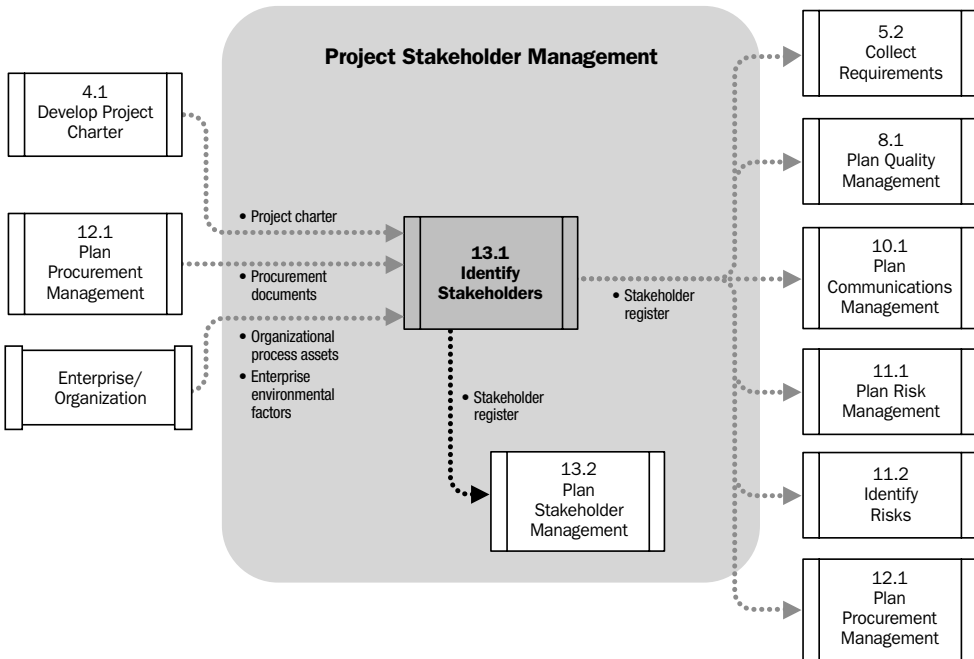 Project Stakeholder Management
4.1
Develop Project
Charter
12.1
Plan
Procurement
Management
Enterprise/
Organization
• Project charter
• Procurement
documents
• Organizational
process assets
• Enterprise
environmental
factors
13.1
Identify
Stakeholders
• Stakeholder
register
13.2
Plan
Stakeholder
Management
• Stakeholder
register
5.2
Collect
Requirements
8.1
Plan Quality
Management
10.1
Plan
Communications
Management
11.1
Plan Risk
Management
11.2
Identify
Risks
12.1
Plan
Procurement
Management